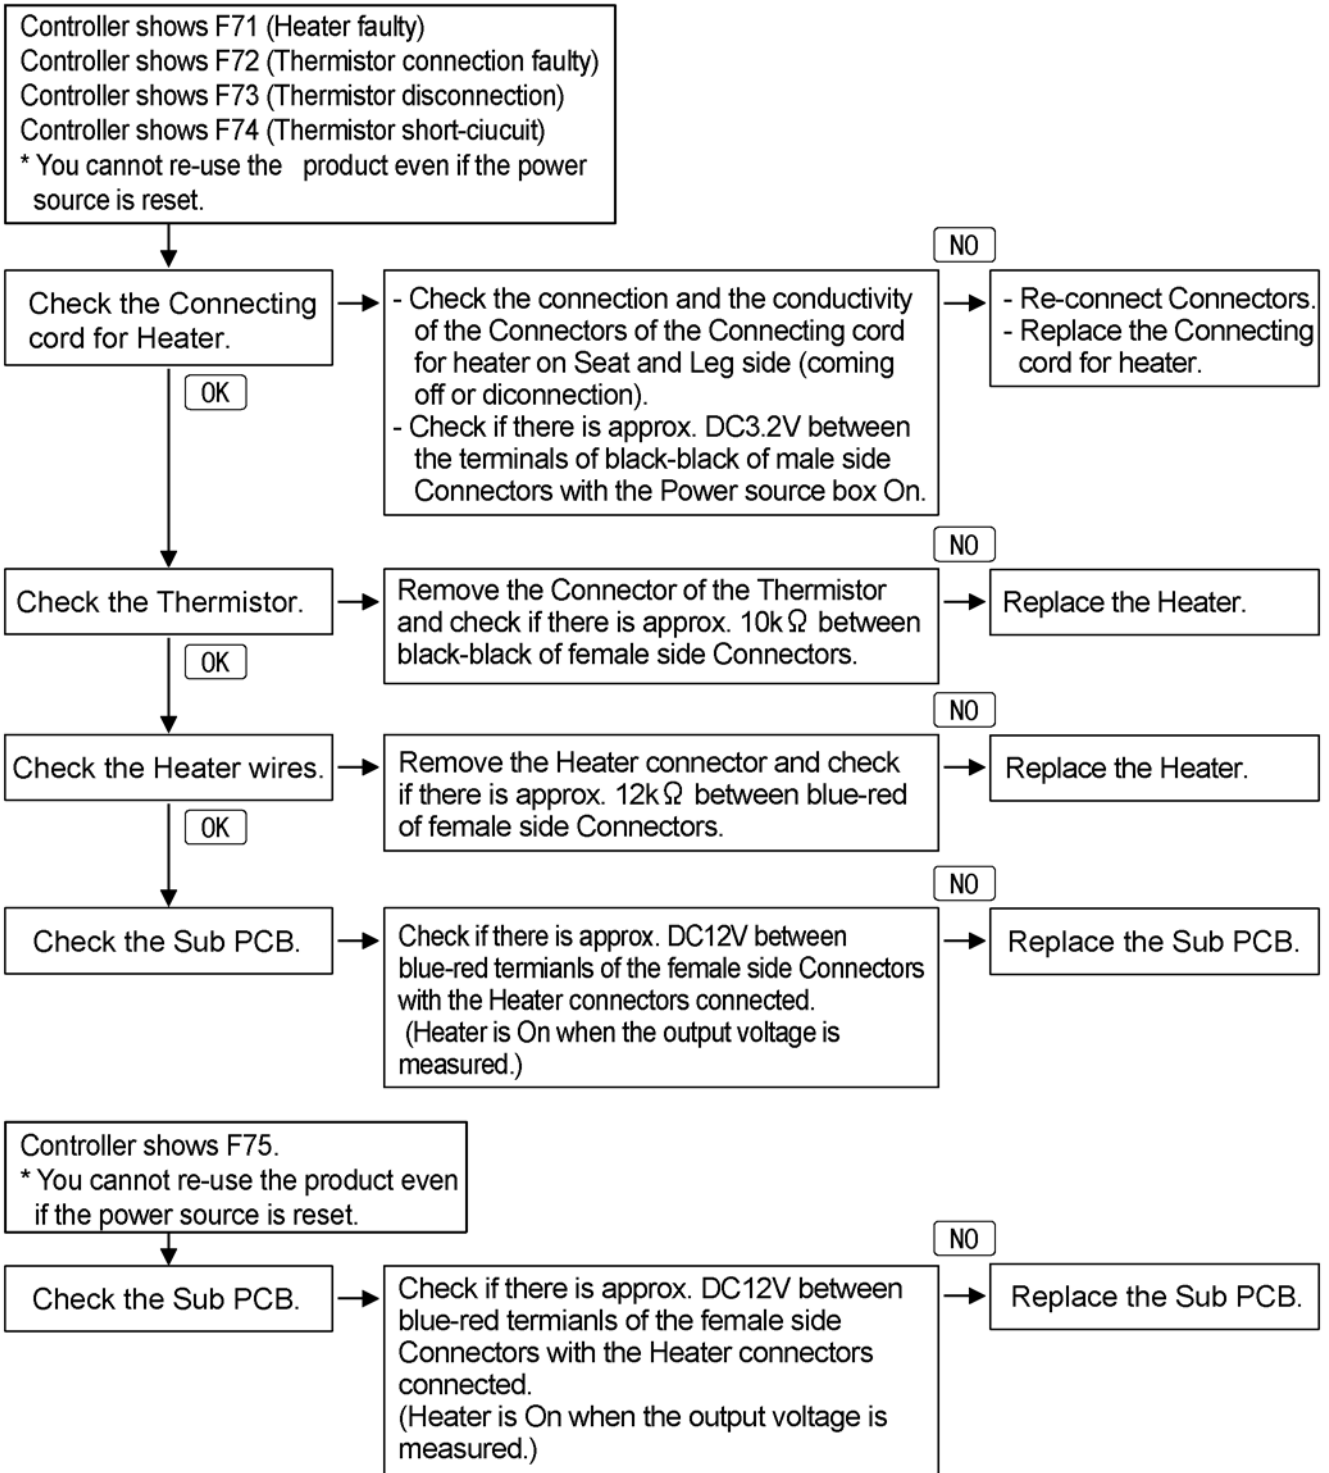 Controller shows F71 (Heater faulty)
Controller shows F72 (Thermistor connection faulty)
Controller shows F73 (Thermistor disconnection)
Controller shows F74 (Thermistor short-ciucuit)
* You cannot re-use the product even if the power
source is reset.
Check the Connecting
cord for Heater.
- Check the connection and the conductivity
of the Connectors of the Connecting cord
for heater on Seat and Leg side (coming
off or diconnection).
- Check if there is approx. DC3.2V between
the terminals of black-black of male side
Connectors with the Power source box On.
NO
- Re-connect Connectors.
- Replace the Connecting
cord for heater.
OK
Check the Thermistor.
Remove the Connector of the Thermistor
and check if there is approx. 10kΩ between
black-black of female side Connectors.
NO
Replace the Heater.
OK
Check the Heater wires.
Remove the Heater connector and check
if there is approx. 12kΩ between blue-red
of female side Connectors.
NO
Replace the Heater.
OK
Check the Sub PCB.
Check if there is approx. DC12V between
blue-red termianls of the female side Connectors
with the Heater connectors connected.
(Heater is On when the output voltage is
measured.)
NO
Replace the Sub PCB.
Controller shows F75.
* You cannot re-use the product even
if the power source is reset.
Check the Sub PCB.
Check if there is approx. DC12V between
blue-red termianls of the female side
Connectors with the Heater connectors
connected.
(Heater is On when the output voltage is
measured.)
NO
Replace the Sub PCB.